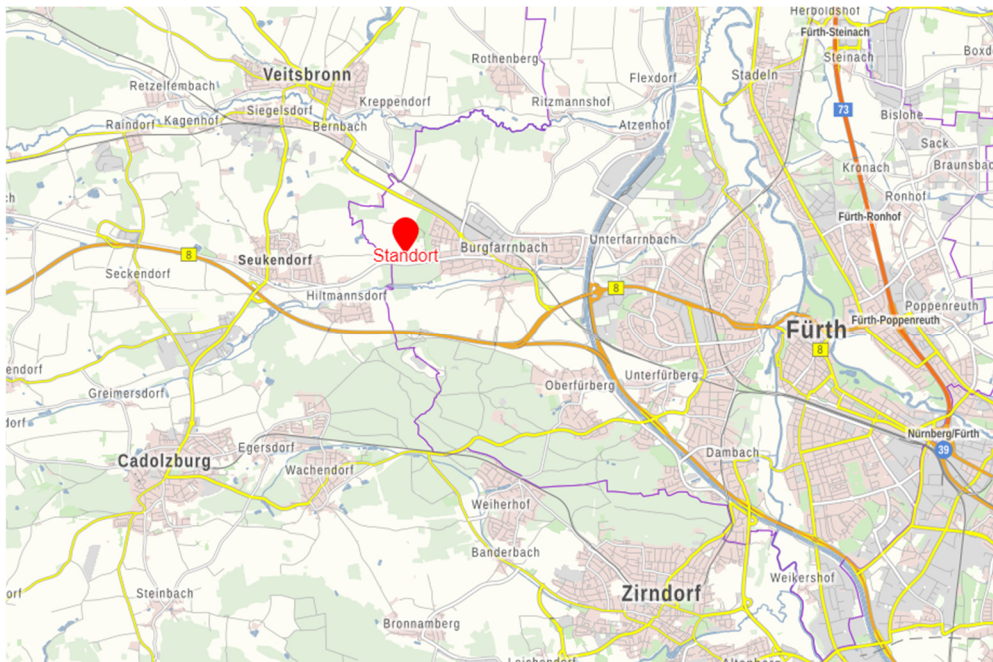 Herboldshof
Fürth-Steinach
Steinach
Rothenberg
Veitsbronn
Retzelfembach
Flexdorf
Stadeln
Kreppendorf
Ritzmannshof
73
Siegelsdorf
Kagenhof
Raindorf
Bernbach
Atzenhof
Bislohe
Sack
Kronach
Braunsbac
Ronhof
Fürth-Ronhof
Unterfarrnbach
Burgfarrnbach
Standort
8
Seukendorf
Seckendorf
8
Hiltmannsdorf
Poppenreuth
Fürth-Poppenreuth
Fürth
8
endorf
Unterfürberg
Oberfürberg
Greimersdorf
dorf
Nürnberg/Fürth
39
Egersdorf
Dambach
Cadolzburg
Wachendorf
Weiherhof
Banderbach
Weikershof
Zirndorf
orf
Steinbach
Bronnamberg